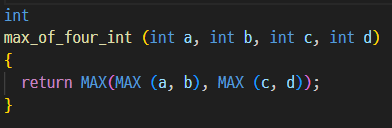 int
max_of_four_int (int a, int b, int c, int d)
{
  return MAX(MAX (a, b), MAX (c, d));
}